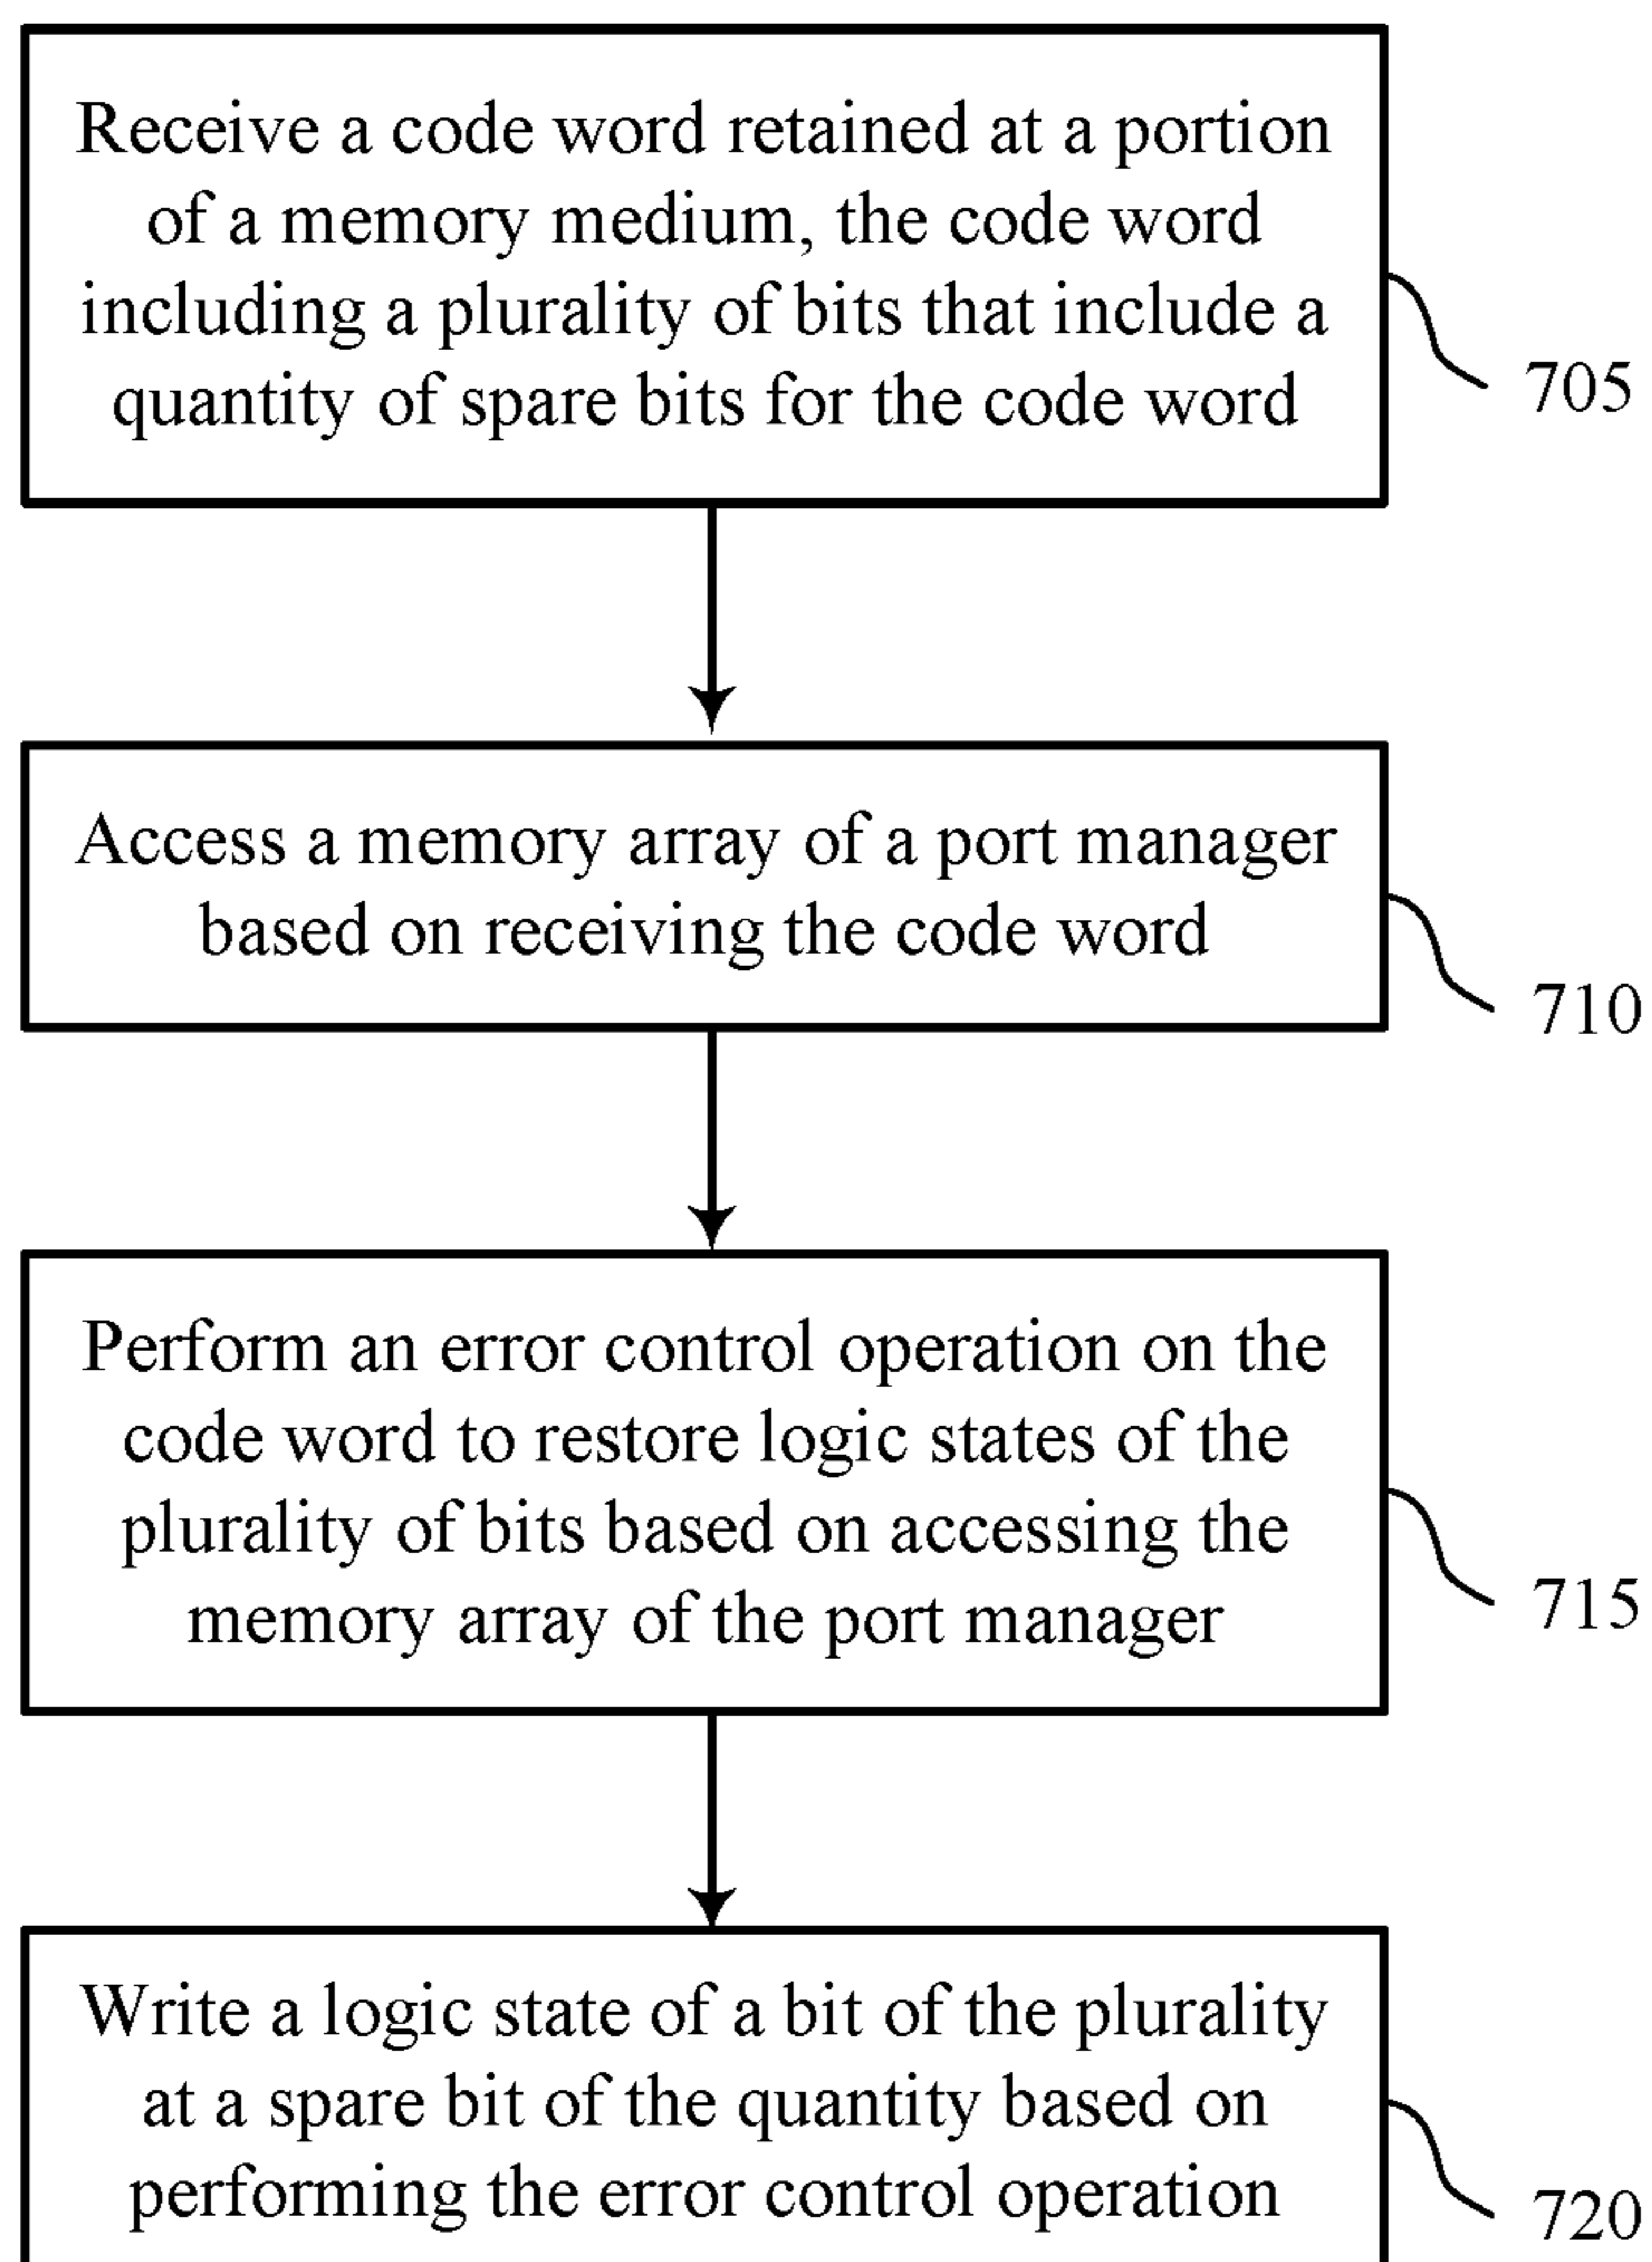 Receive a code word retained at a portion
of a memory medium, the code word
including a plurality of bits that include a
quantity of spare bits for the code word
705
Access a memory array of a port manager
based on receiving the code word
710
Perform an error control operation on the
code word to restore logic states of the
plurality of bits based on accessing the
memory array of the port manager
715
Write a logic state of a bit of the plurality
at a spare bit of the quantity based on
performing the error control operation
720